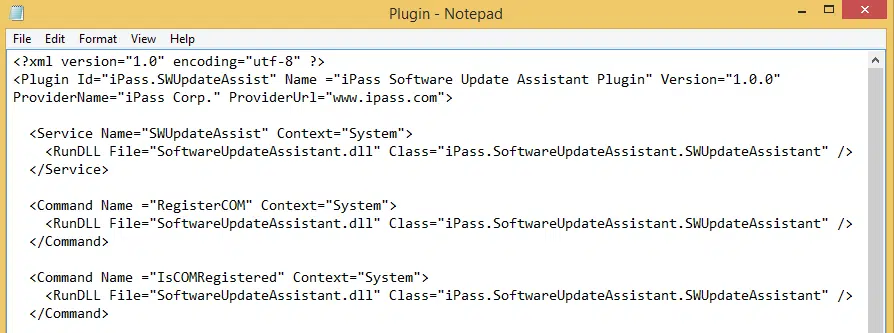 Plugin - Notepad
File Edit Format View Help
<?xml version="1.0" encoding="utf-8" ?>
<Plugin Id="iPass.SWUpdateAssist" Name ="iPass Software Update Assistant Plugin" Version="1.0.0"
ProviderName="iPass Corp." ProviderUrl="www.ipass.com">
<Service Name="SWUpdateAssist" Context="System">
<RunDLL File="SoftwareUpdateAssistant.dll" Class="iPass.SoftwareUpdateAssistant.SWUpdateAssistant" />
</Service>
<Command Name ="RegisterCOM" Context="System">
<RunDLL File="SoftwareUpdateAssistant.dll" Class="iPass.SoftwareUpdateAssistant.SWUpdateAssistant" />
</Command>
<Command Name ="IsCOMRegistered" Context="System">
<RunDLL File="SoftwareUpdateAssistant.dll" Class="iPass.SoftwareUpdateAssistant.SWUpdateAssistant" />
</Command>